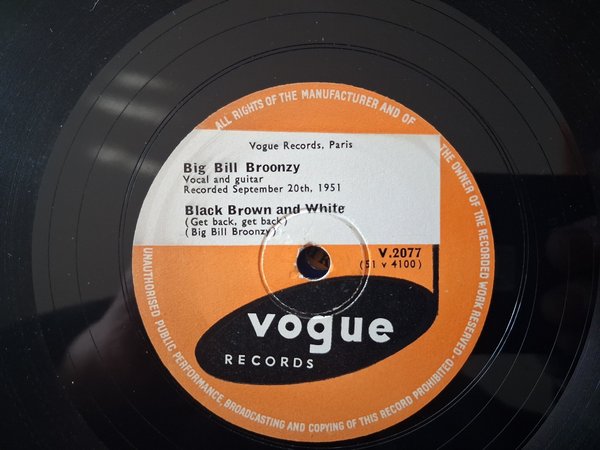 ALL RIGHTS OF THE MANUFACTURER AND OF THE OWNER OF THE RECORDED WORK RESERVED·
UNAUTHORISED PUBLIC PERFORMANCE, BROADCASTING AND COPYING OF THIS RECORD PROHIBITED·
Vogue Records, Paris
Big Bill Broonzy
Vocal and guitar
Recorded September 20th, 1951
Black Brown and White
(Get back, get back)
(Big Bill Broonzy)
V.2077
(51 v 4100)
vogue
RECORDS